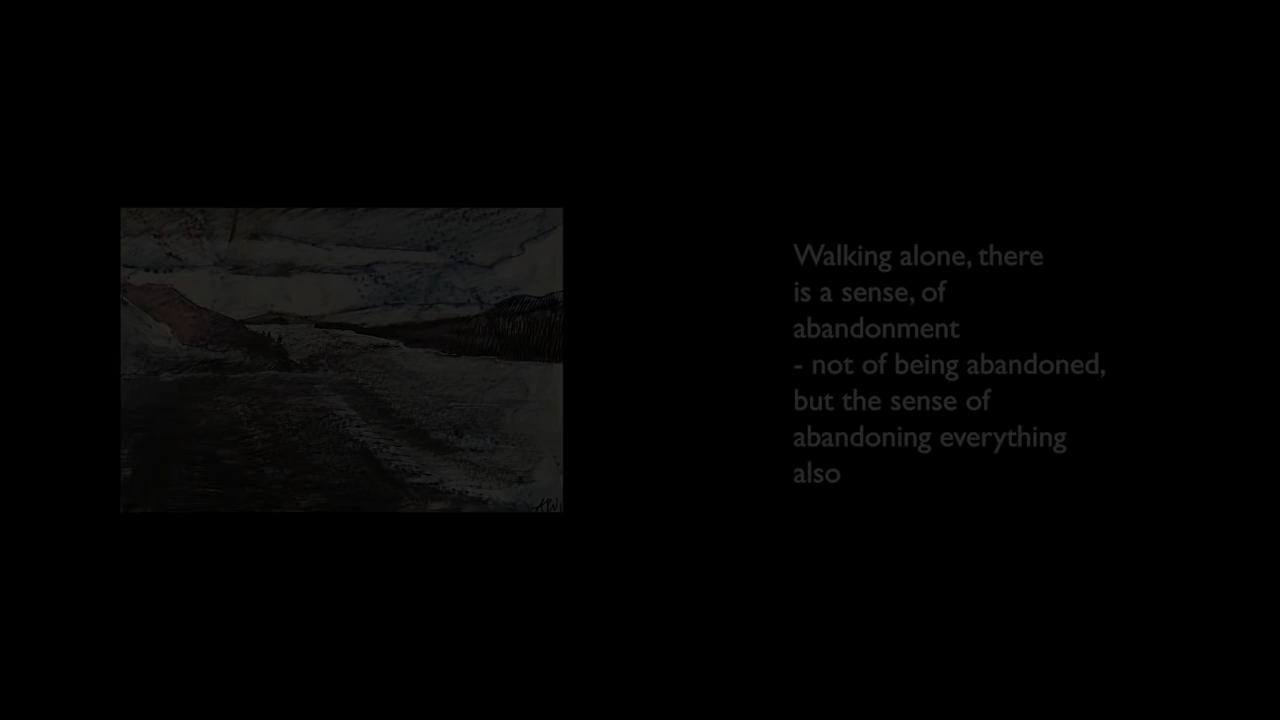 Walking alone, there
is a sense, of
abandonment
- not of being abandoned,
but the sense of
abandoning everything
also